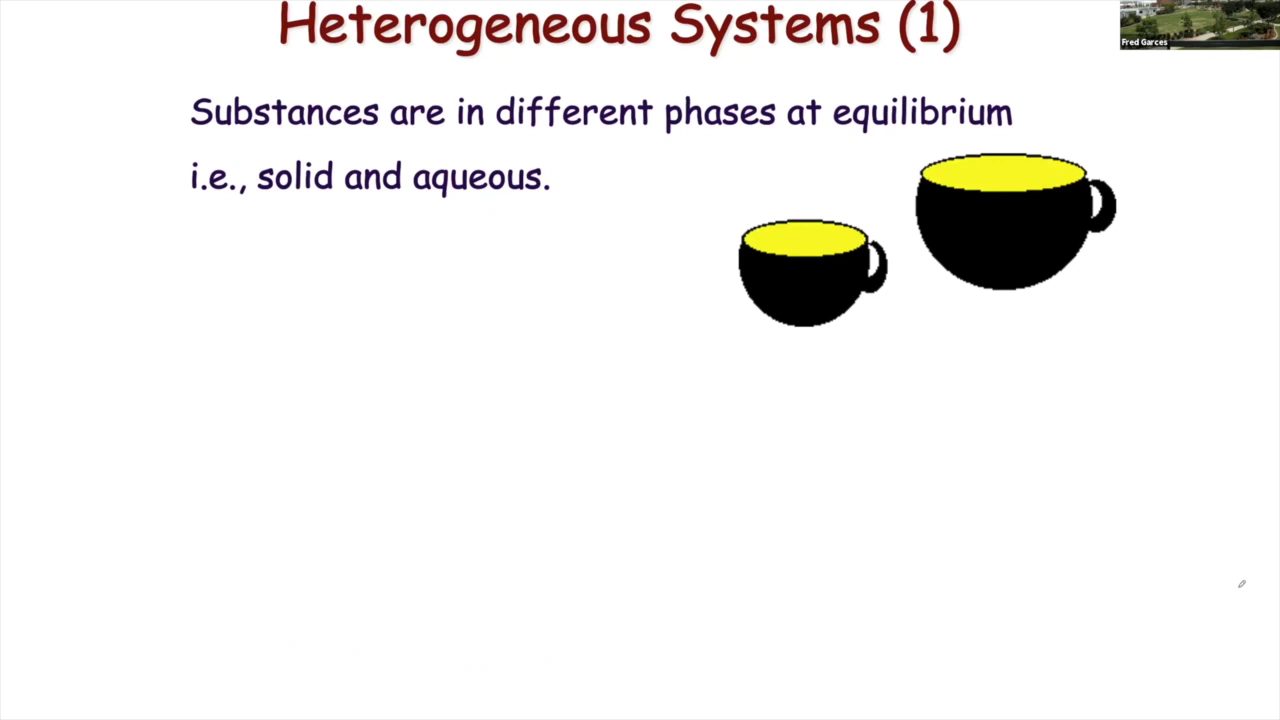 Heterogeneous Systems (1)
Fred Garces
Substances are in different phases at equilibrium
i.e., solid and aqueous.